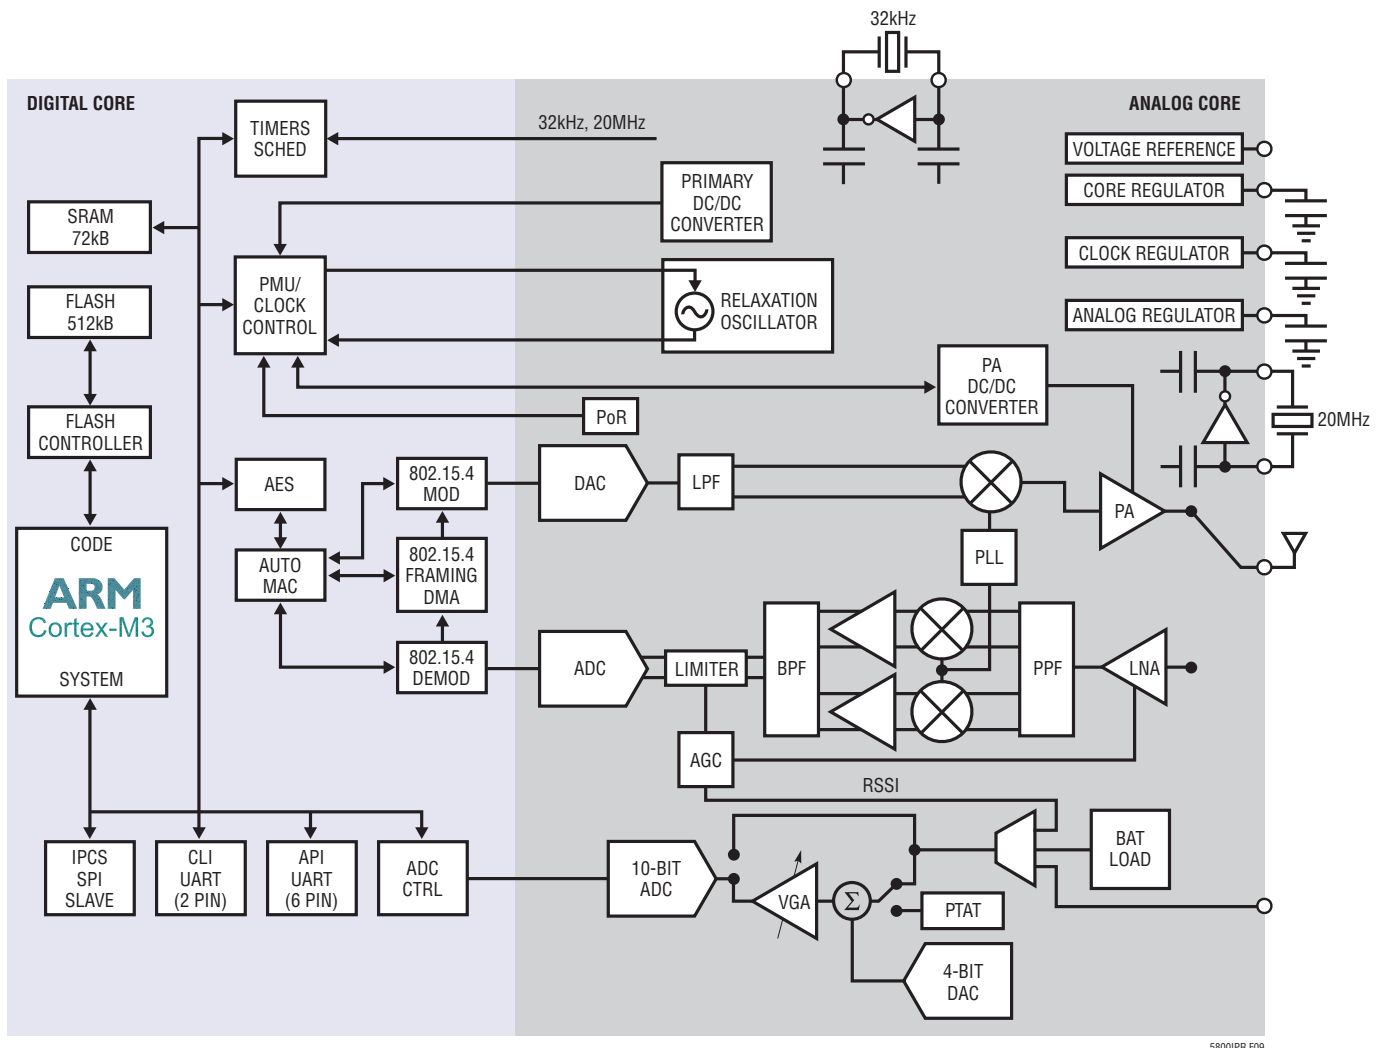 32kHz
DIGITAL CORE
ANALOG CORE
TIMERS
SCHED
32kHz, 20MHz
VOLTAGE REFERENCE
PRIMARY
DC/DC
CONVERTER
CORE REGULATOR
SRAM
72kB
CLOCK REGULATOR
PMU/
CLOCK
CONTROL
RELAXATION
OSCILLATOR
FLASH
512kB
ANALOG REGULATOR
PA
DC/DC
CONVERTER
PoR
20MHz
FLASH
CONTROLLER
AES
802.15.4
MOD
DAC
LPF
PA
CODE
ARM
Cortex-M3
SYSTEM
AUTO
MAC
802.15.4
FRAMING
DMA
PLL
802.15.4
DEMOD
ADC
LIMITER
BPF
PPF
LNA
AGC
RSSI
IPCS
SPI
SLAVE
CLI
UART
(2 PIN)
API
UART
(6 PIN)
ADC
CTRL
10-BIT
ADC
VGA
Σ
BAT
LOAD
PTAT
4-BIT
DAC
5800IPR F09